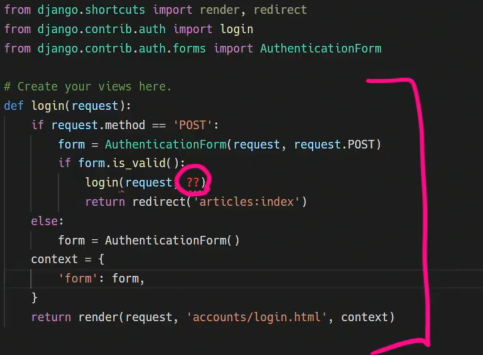 from django.shortcuts import render, redirect
from django.contrib.auth import login
from django.contrib.auth.forms import AuthenticationForm
# Create your views here.
def login(request):
    if request.method == 'POST':
        form = AuthenticationForm(request, request.POST)
        if form.is_valid():
            login(request, ??)
            return redirect('articles:index')
    else:
        form = AuthenticationForm()
    context = {
        'form': form,
    }
    return render(request, 'accounts/login.html', context)